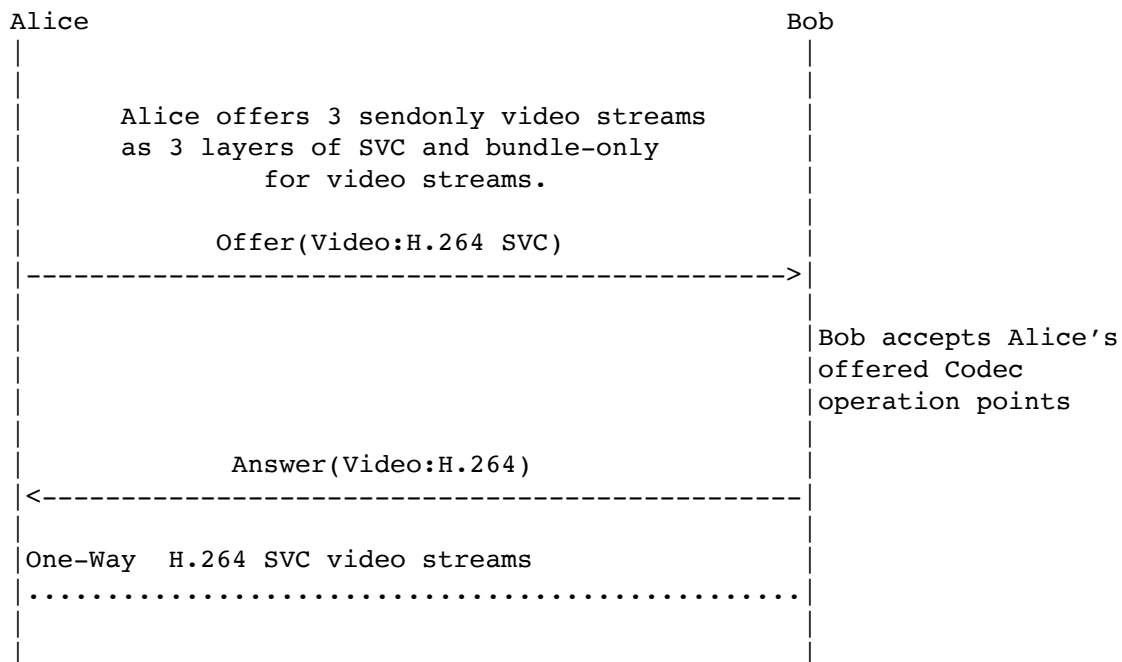 Alice Bob
Alice offers 3 sendonly video streams
as 3 layers of SVC and bundle-only
for video streams.
Offer(Video:H.264 SVC)
|------------------------------------------------>|
Bob accepts Alice’s
offered Codec
operation points
Answer(Video:H.264)
|<------------------------------------------------|
One-Way  H.264 SVC video streams
|.................................................|